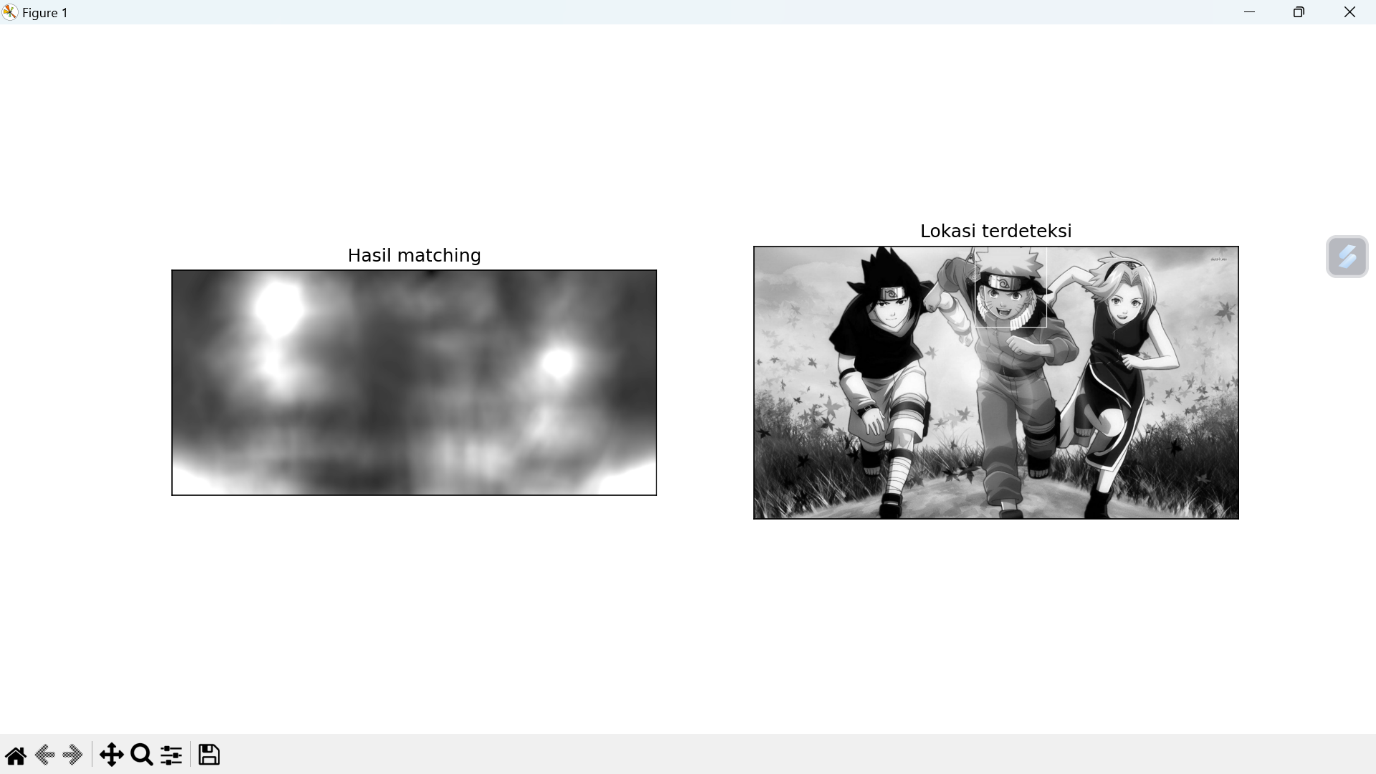 Figure 1
Hasil matching
Lokasi terdeteksi